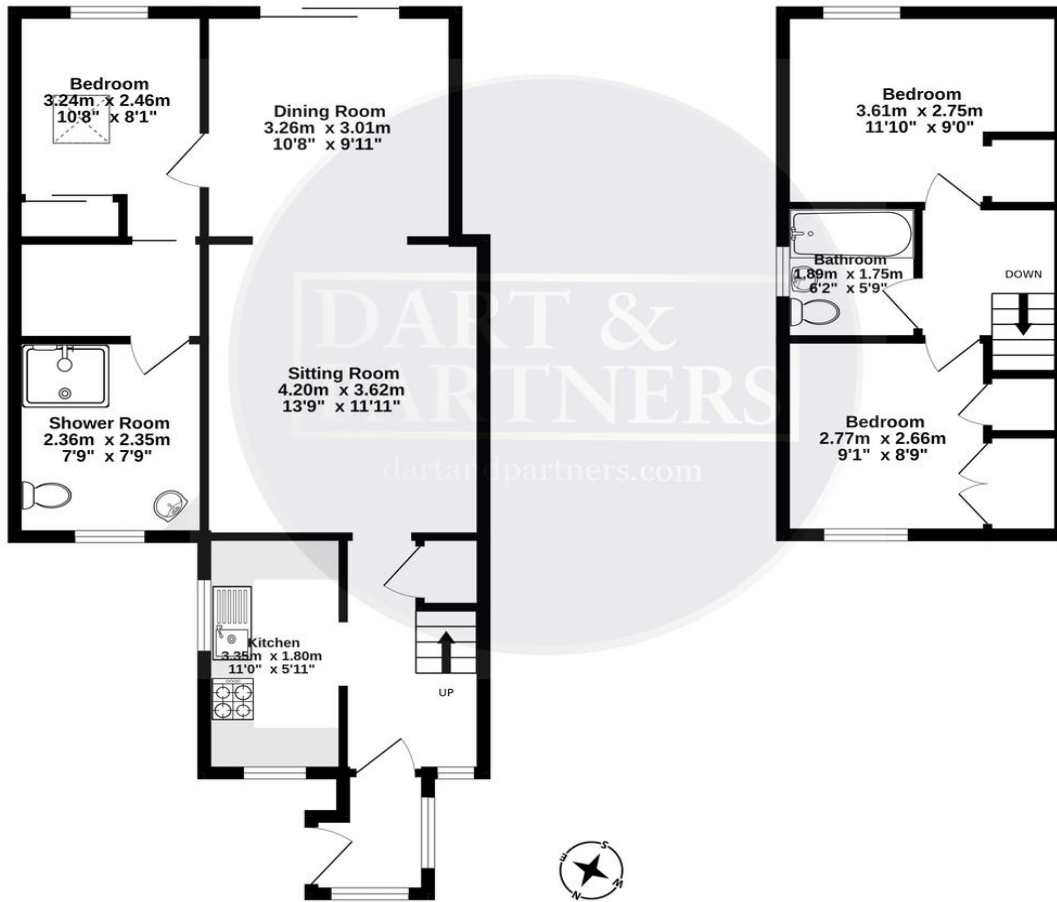 Bedroom
3.24m x 2.46m
10'8" x 8'1"
Dining Room
3.26m x 3.01m
10'8" x 9'11"
Bedroom
3.61m x 2.75m
11'10" x 9'0"
Bathroom
1.89m x 1.75m
6'2" x 5'9"
DOWN
DART &
PARTNERS
dartandpartners.com
Sitting Room
4.20m x 3.62m
13'9" x 11'11"
Shower Room
2.36m x 2.35m
7'9" x 7'9"
Bedroom
2.77m x 2.66m
9'1" x 8'9"
Kitchen
3.35m x 1.80m
11'0" x 5'11"
UP
S
E
W
N